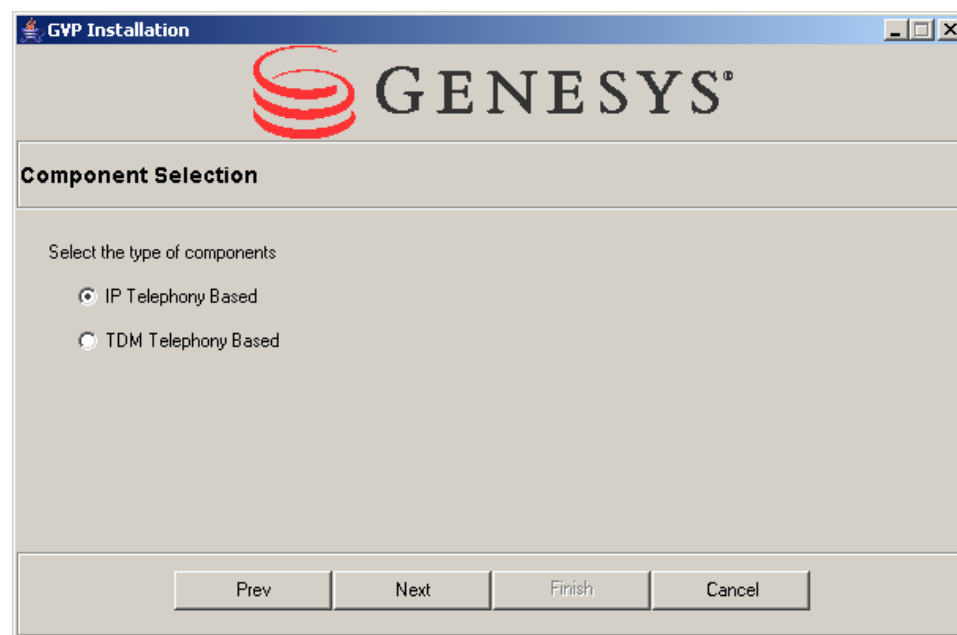 GVP Installation
GENESYS®
Component Selection
Select the type of components
IP Telephony Based
TDM Telephony Based
Prev Next Finish Cancel